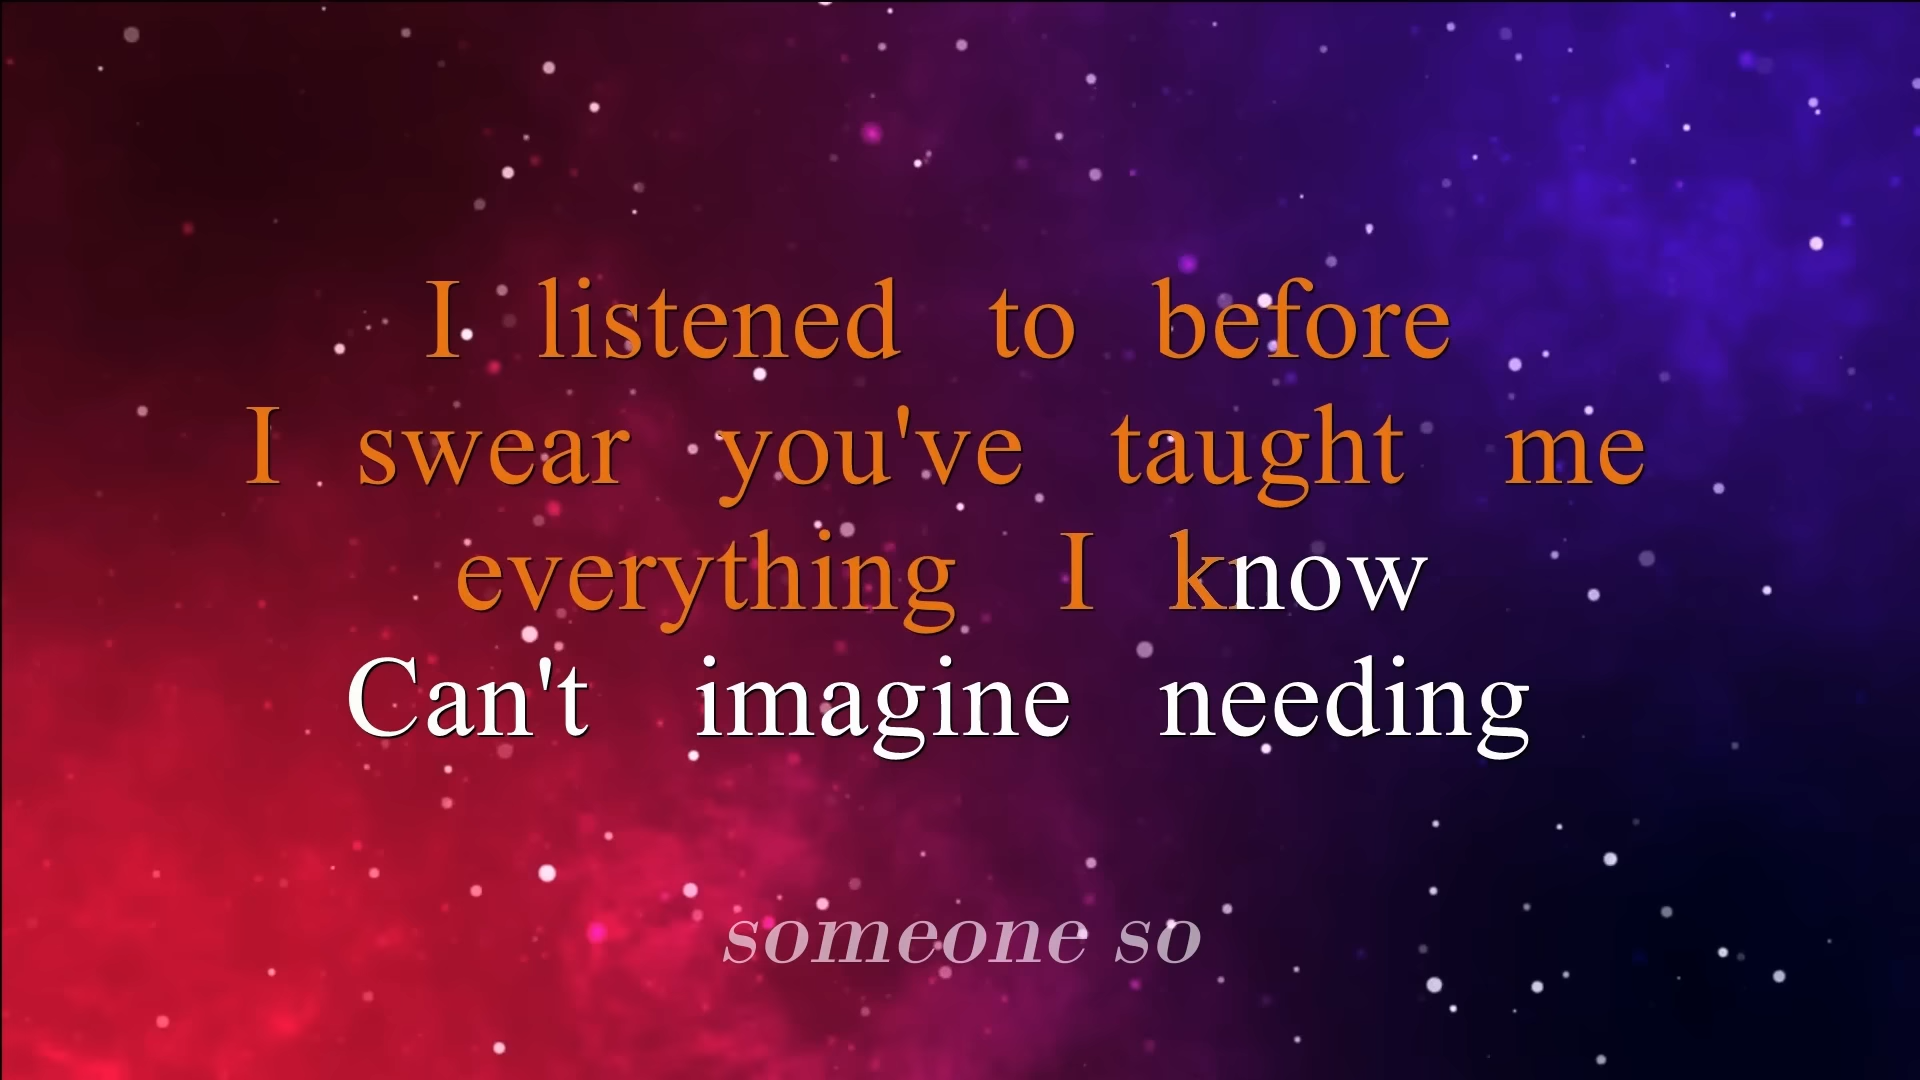 I listened to before
I swear you've taught me
everything I know
Can't imagine needing
someone so